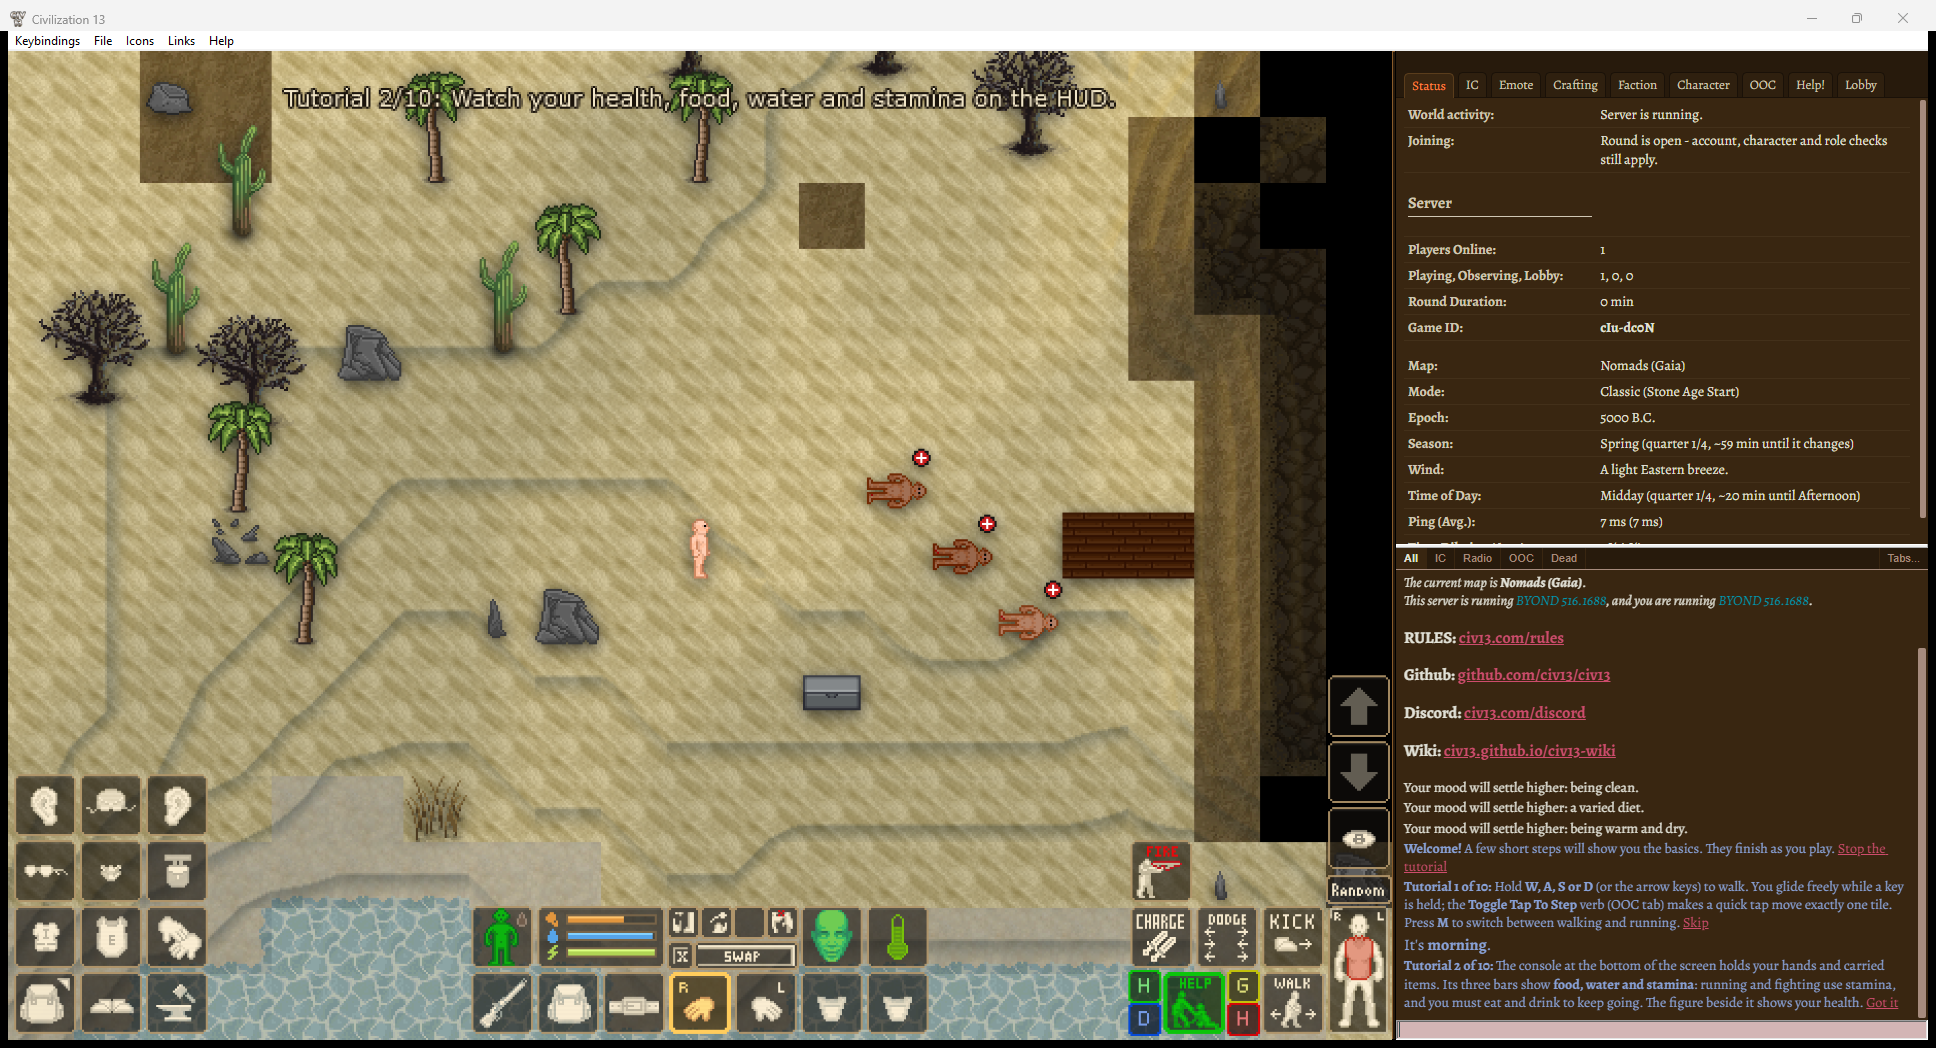 Civilization 13
Keybindings File Icons Links Help
Tutorial 2/10: Watch your health, food, water and stamina on the HUD.
Status IC Emote Crafting Faction Character OOC Help! Lobby
World activity: Server is running.
Joining: Round is open - account, character and role checks
still apply.
Server
Players Online: 1
Playing, Observing, Lobby: 1, 0, 0
Round Duration: 0 min
Game ID: cIu-dcoN
Map: Nomads (Gaia)
Mode: Classic (Stone Age Start)
Epoch: 5000 B.C.
Season: Spring (quarter 1/4, ~59 min until it changes)
Wind: A light Eastern breeze.
Time of Day: Midday (quarter 1/4, ~20 min until Afternoon)
Ping (Avg.): 7 ms (7 ms)
All IC Radio OOC Dead Tabs...
The current map is Nomads (Gaia).
This server is running BYOND 516.1688, and you are running BYOND 516.1688.
RULES: civ13.com/rules
Github: github.com/civ13/civ13
Discord: civ13.com/discord
Wiki: civ13.github.io/civ13-wiki
Your mood will settle higher: being clean.
Your mood will settle higher: a varied diet.
Your mood will settle higher: being warm and dry.
Welcome! A few short steps will show you the basics. They finish as you play. Stop the
tutorial
Tutorial 1 of 10: Hold W, A, S or D (or the arrow keys) to walk. You glide freely while a key
is held; the Toggle Tap To Step verb (OOC tab) makes a quick tap move exactly one tile.
Press M to switch between walking and running. Skip
It's morning.
Tutorial 2 of 10: The console at the bottom of the screen holds your hands and carried
items. Its three bars show food, water and stamina: running and fighting use stamina,
and you must eat and drink to keep going. The figure beside it shows your health. Got it
FIRE
RANDOM
CHARGE DODGE KICK R L
E
X SWAP
R L
H HELP G WALK
D H